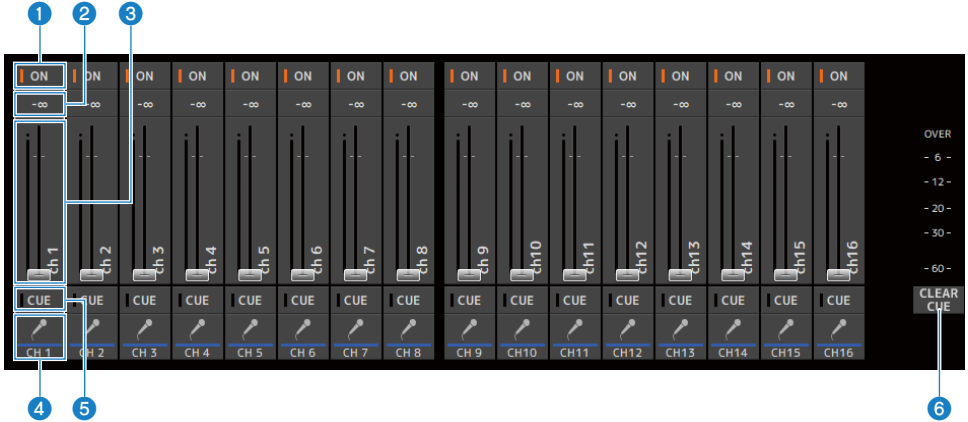 1 2 3
ON ON ON ON ON ON ON ON ON ON ON ON ON ON ON ON
-∞ -∞ -∞ -∞ -∞ -∞ -∞ -∞ -∞ -∞ -∞ -∞ -∞ -∞ -∞ -∞
OVER
- 6 -
- 12 -
- 20 -
- 30 -
- 60 -
ch 1 ch 2 ch 3 ch 4 ch 5 ch 6 ch 7 ch 8 ch 9 ch10 ch11 ch12 ch13 ch14 ch15 ch16
CUE CUE CUE CUE CUE CUE CUE CUE CUE CUE CUE CUE CUE CUE CUE CUE
CLEAR
CUE
CH 1 CH 2 CH 3 CH 4 CH 5 CH 6 CH 7 CH 8 CH 9 CH10 CH11 CH12 CH13 CH14 CH15 CH16
4 5 6